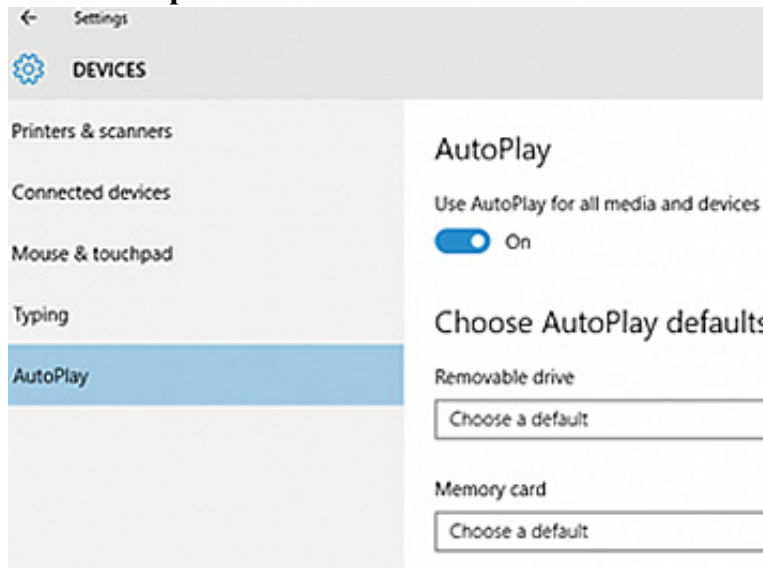 Settings
DEVICES
Printers & scanners
Connected devices
Mouse & touchpad
Typing
AutoPlay
AutoPlay
Use AutoPlay for all media and devices
On
Choose AutoPlay defaults
Removable drive
Choose a default
Memory card
Choose a default